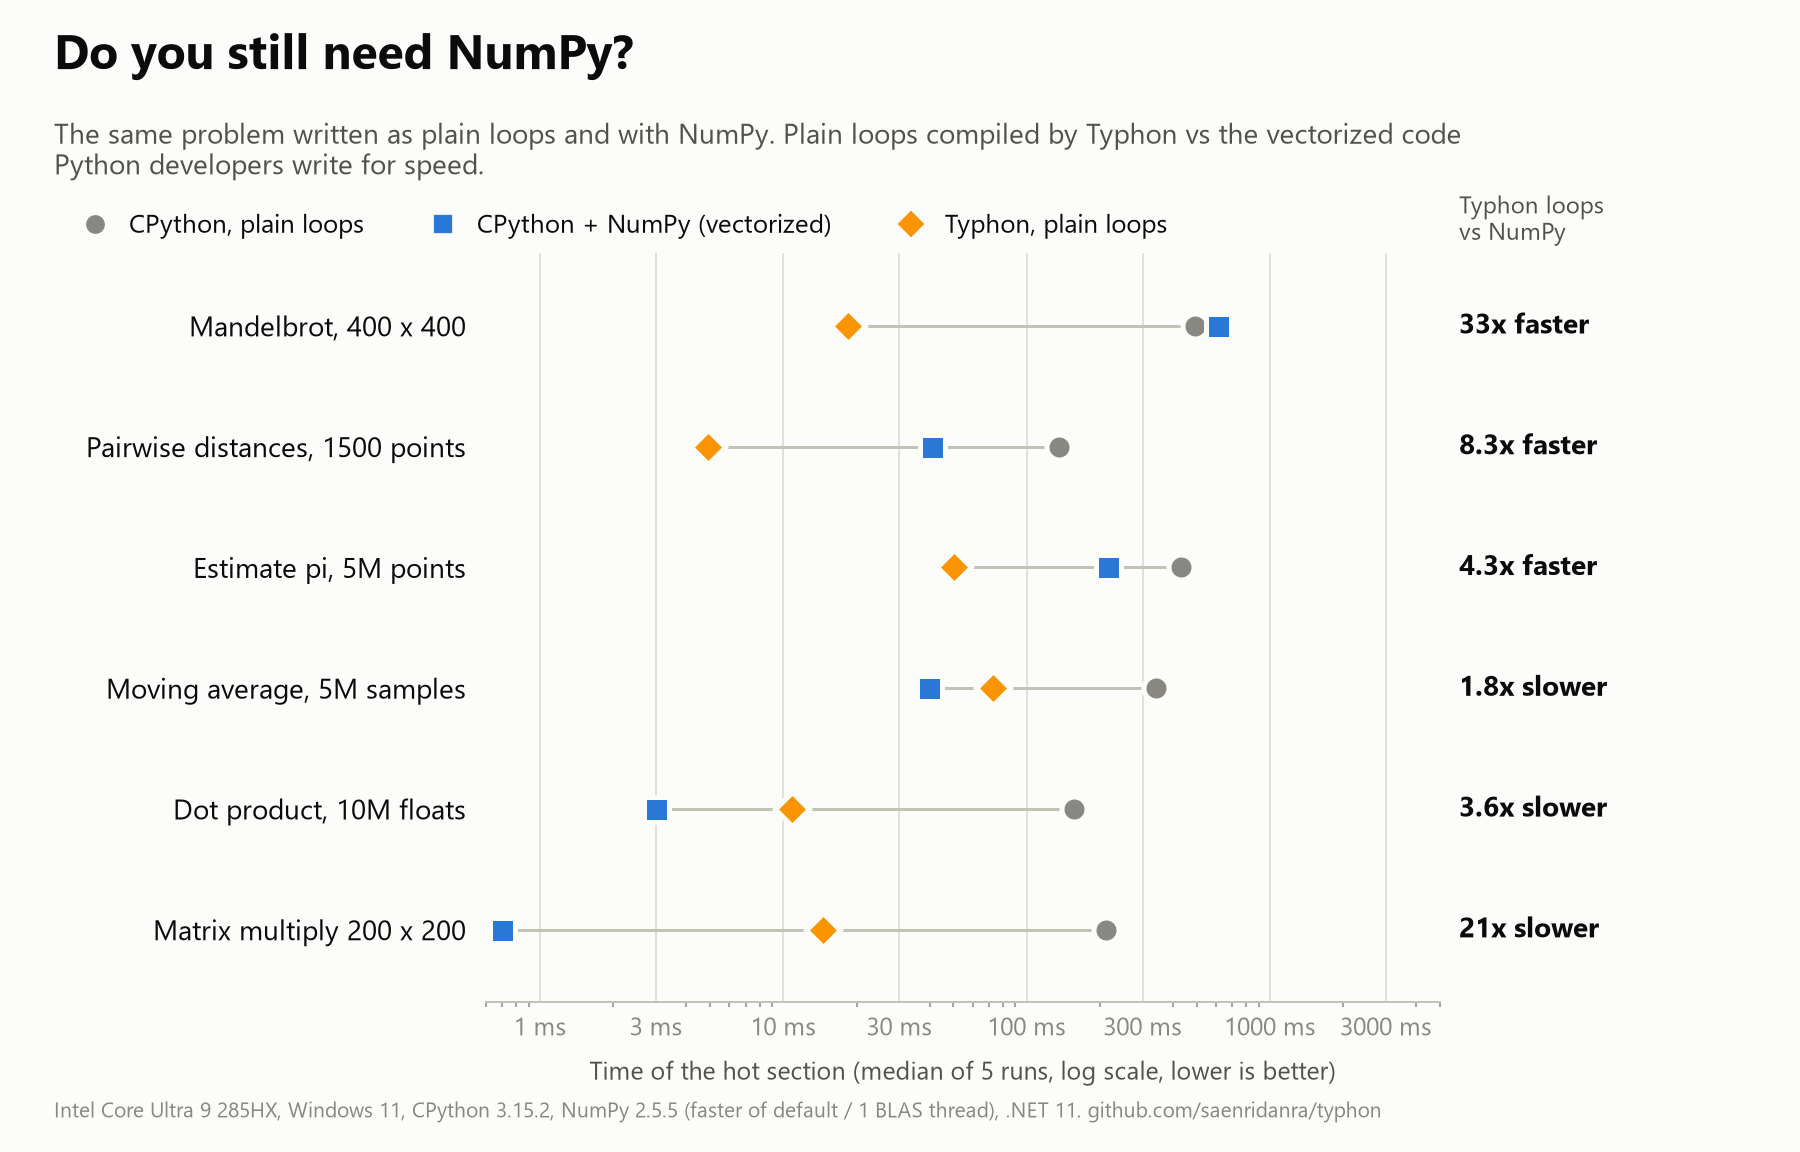 Do you still need NumPy?
The same problem written as plain loops and with NumPy. Plain loops compiled by Typhon vs the vectorized code
Python developers write for speed.
CPython, plain loops
CPython + NumPy (vectorized)
Typhon, plain loops
Typhon loops
vs NumPy
Mandelbrot, 400 x 400
33x faster
Pairwise distances, 1500 points
8.3x faster
Estimate pi, 5M points
4.3x faster
Moving average, 5M samples
1.8x slower
Dot product, 10M floats
3.6x slower
Matrix multiply 200 x 200
21x slower
1 ms
3 ms
10 ms
30 ms
100 ms
300 ms
1000 ms
3000 ms
Time of the hot section (median of 5 runs, log scale, lower is better)
Intel Core Ultra 9 285HX, Windows 11, CPython 3.15.2, NumPy 2.5.5 (faster of default / 1 BLAS thread), .NET 11. github.com/saenridanra/typhon